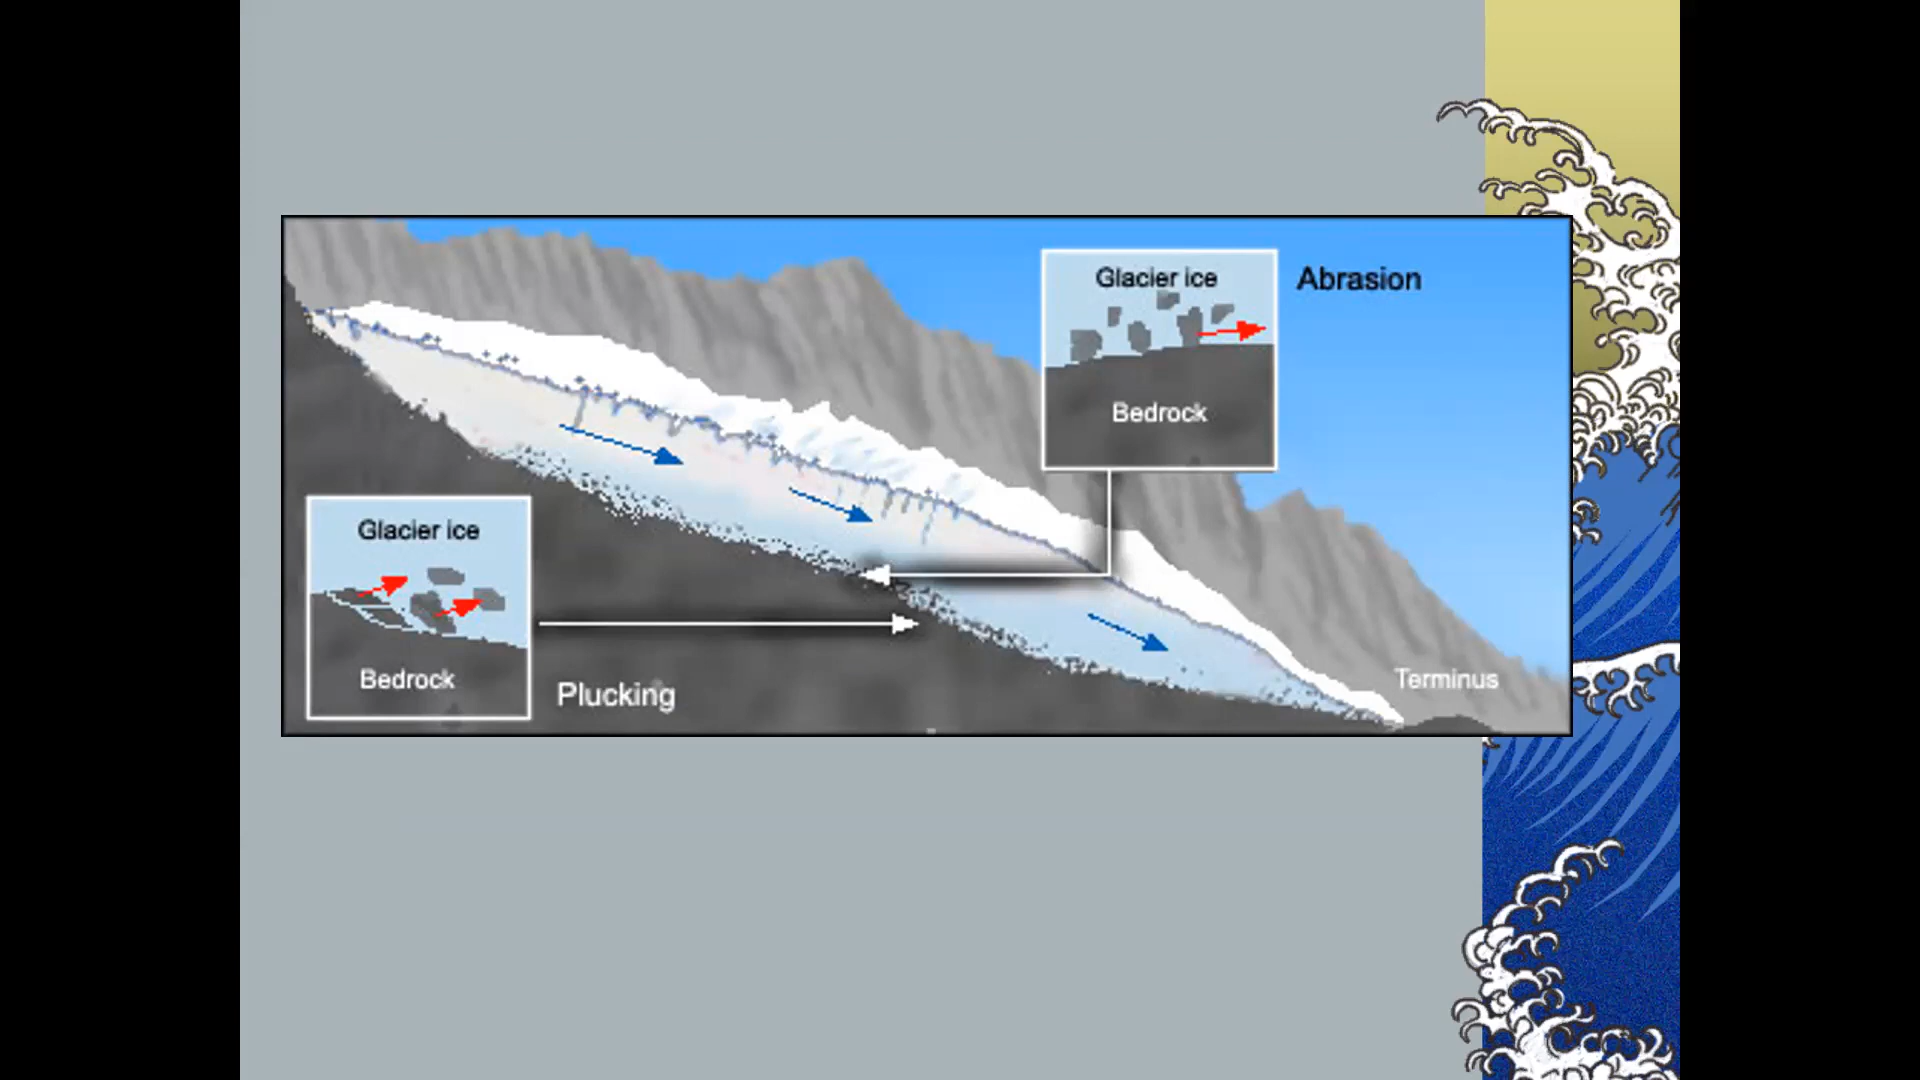 Glacier ice
Abrasion
Bedrock
Glacier ice
Bedrock
Plucking
Terminus